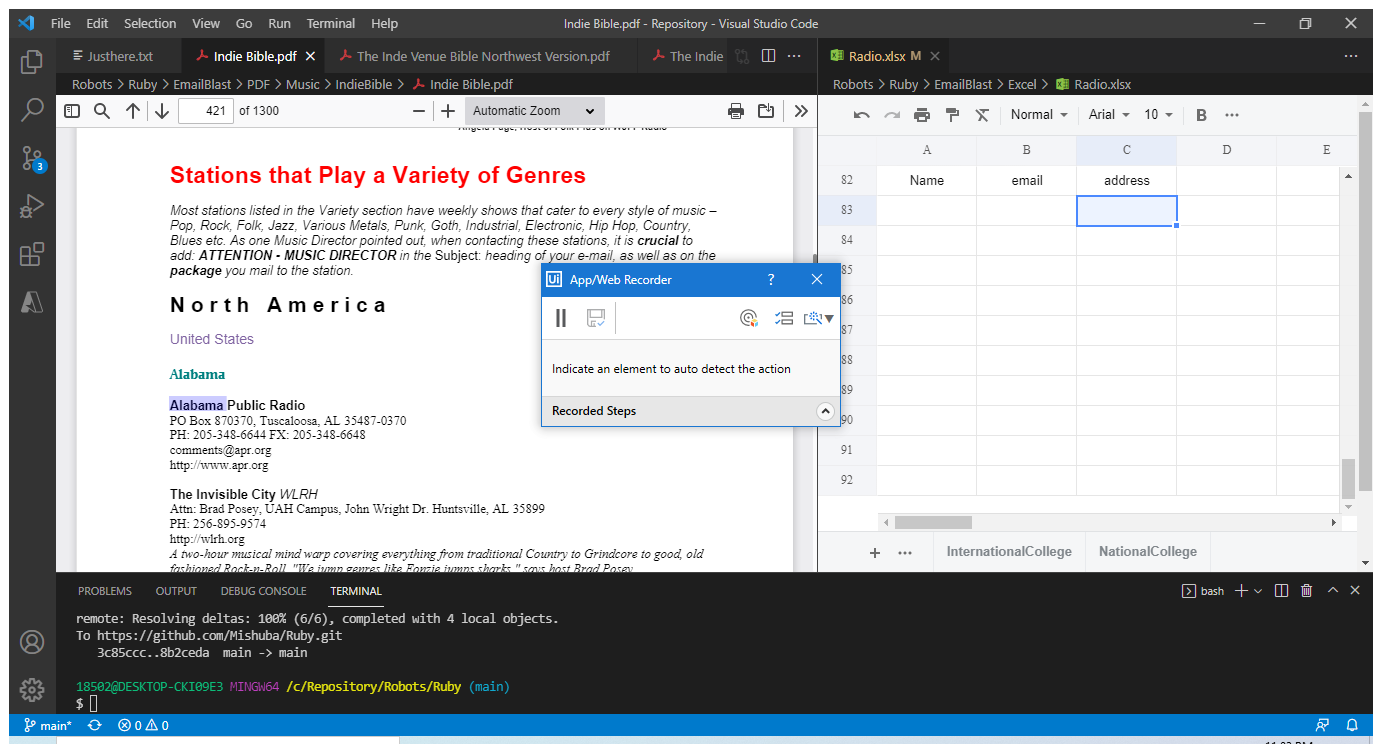 File Edit Selection View Go Run Terminal Help Indie Bible.pdf - Repository - Visual Studio Code
Justhere.txt Indie Bible.pdf The Inde Venue Bible Northwest Version.pdf The Indie Radio.xlsx M
Robots > Ruby > EmailBlast > PDF > Music > IndieBible > Indie Bible.pdf
Robots > Ruby > EmailBlast > Excel > Radio.xlsx
421 of 1300 Automatic Zoom
Normal Arial 10 B
Angela Page, Host of Folk Plus on WJFF Radio
Stations that Play a Variety of Genres
Most stations listed in the Variety section have weekly shows that cater to every style of music –
Pop, Rock, Folk, Jazz, Various Metals, Punk, Goth, Industrial, Electronic, Hip Hop, Country,
Blues etc. As one Music Director pointed out, when contacting these stations, it is crucial to
add: ATTENTION - MUSIC DIRECTOR in the Subject: heading of your e-mail, as well as on the
package you mail to the station.
North America
United States
Alabama
Alabama Public Radio
PO Box 870370, Tuscaloosa, AL 35487-0370
PH: 205-348-6644 FX: 205-348-6648
comments@apr.org
http://www.apr.org
The Invisible City WLRH
Attn: Brad Posey, UAH Campus, John Wright Dr. Huntsville, AL 35899
PH: 256-895-9574
http://wlrh.org
A two-hour musical mind warp covering everything from traditional Country to Grindcore to good, old
fashioned Rock-n-Roll. "We jump genres like Fonzie jumps sharks," says host Brad Posey.
Ui App/Web Recorder ?
Indicate an element to auto detect the action
Recorded Steps
A B C D E
82 Name email address
83
84
85
86
87
88
89
90
91
92
+ ... InternationalCollege NationalCollege
3
PROBLEMS OUTPUT DEBUG CONSOLE TERMINAL bash
remote: Resolving deltas: 100% (6/6), completed with 4 local objects.
To https://github.com/Mishuba/Ruby.git
3c85ccc..8b2ceda main -> main
18502@DESKTOP-CKI09E3 MINGW64 /c/Repository/Robots/Ruby (main)
$
main* 0 0